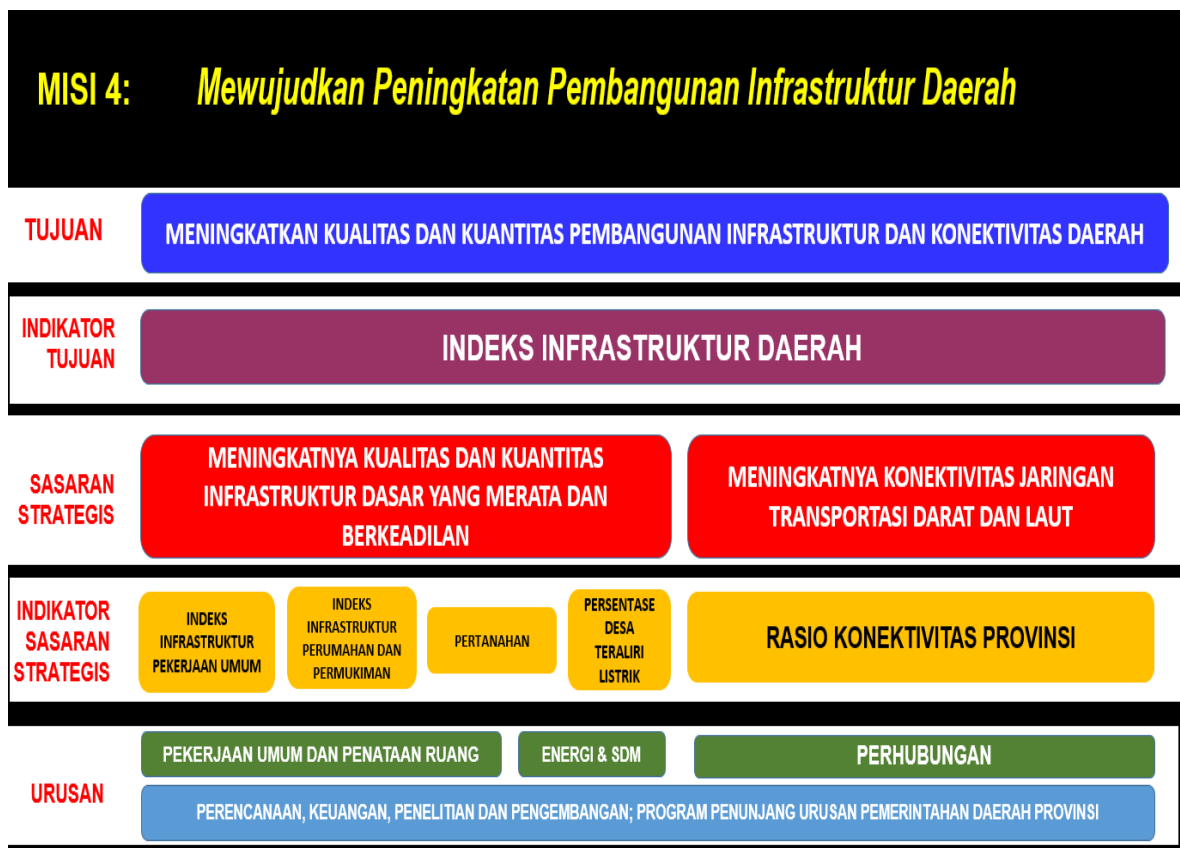 MISI 4: Mewujudkan Peningkatan Pembangunan Infrastruktur Daerah
TUJUAN
MENINGKATKAN KUALITAS DAN KUANTITAS PEMBANGUNAN INFRASTRUKTUR DAN KONEKTIVITAS DAERAH
INDIKATOR
TUJUAN
INDEKS INFRASTRUKTUR DAERAH
SASARAN
STRATEGIS
MENINGKATNYA KUALITAS DAN KUANTITAS
INFRASTRUKTUR DASAR YANG MERATA DAN
BERKEADILAN
MENINGKATNYA KONEKTIVITAS JARINGAN
TRANSPORTASI DARAT DAN LAUT
INDIKATOR
SASARAN
STRATEGIS
INDEKS
INFRASTRUKTUR
PEKERJAAN UMUM
INDEKS
INFRASTRUKTUR
PERUMAHAN DAN
PERMUKIMAN
PERTANAHAN
PERSENTASE
DESA
TERALIRI
LISTRIK
RASIO KONEKTIVITAS PROVINSI
URUSAN
PEKERJAAN UMUM DAN PENATAAN RUANG
ENERGI & SDM
PERHUBUNGAN
PERENCANAAN, KEUANGAN, PENELITIAN DAN PENGEMBANGAN; PROGRAM PENUNJANG URUSAN PEMERINTAHAN DAERAH PROVINSI